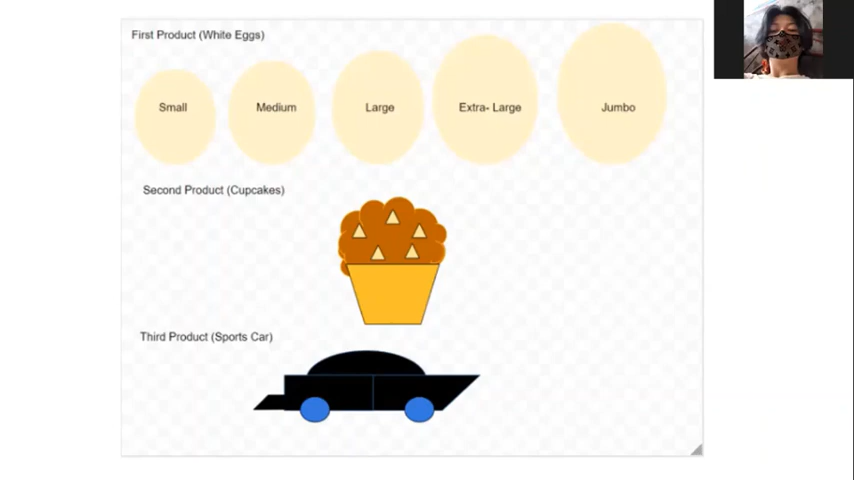 First Product (White Eggs)
Small Medium Large Extra- Large Jumbo
Second Product (Cupcakes)
Third Product (Sports Car)